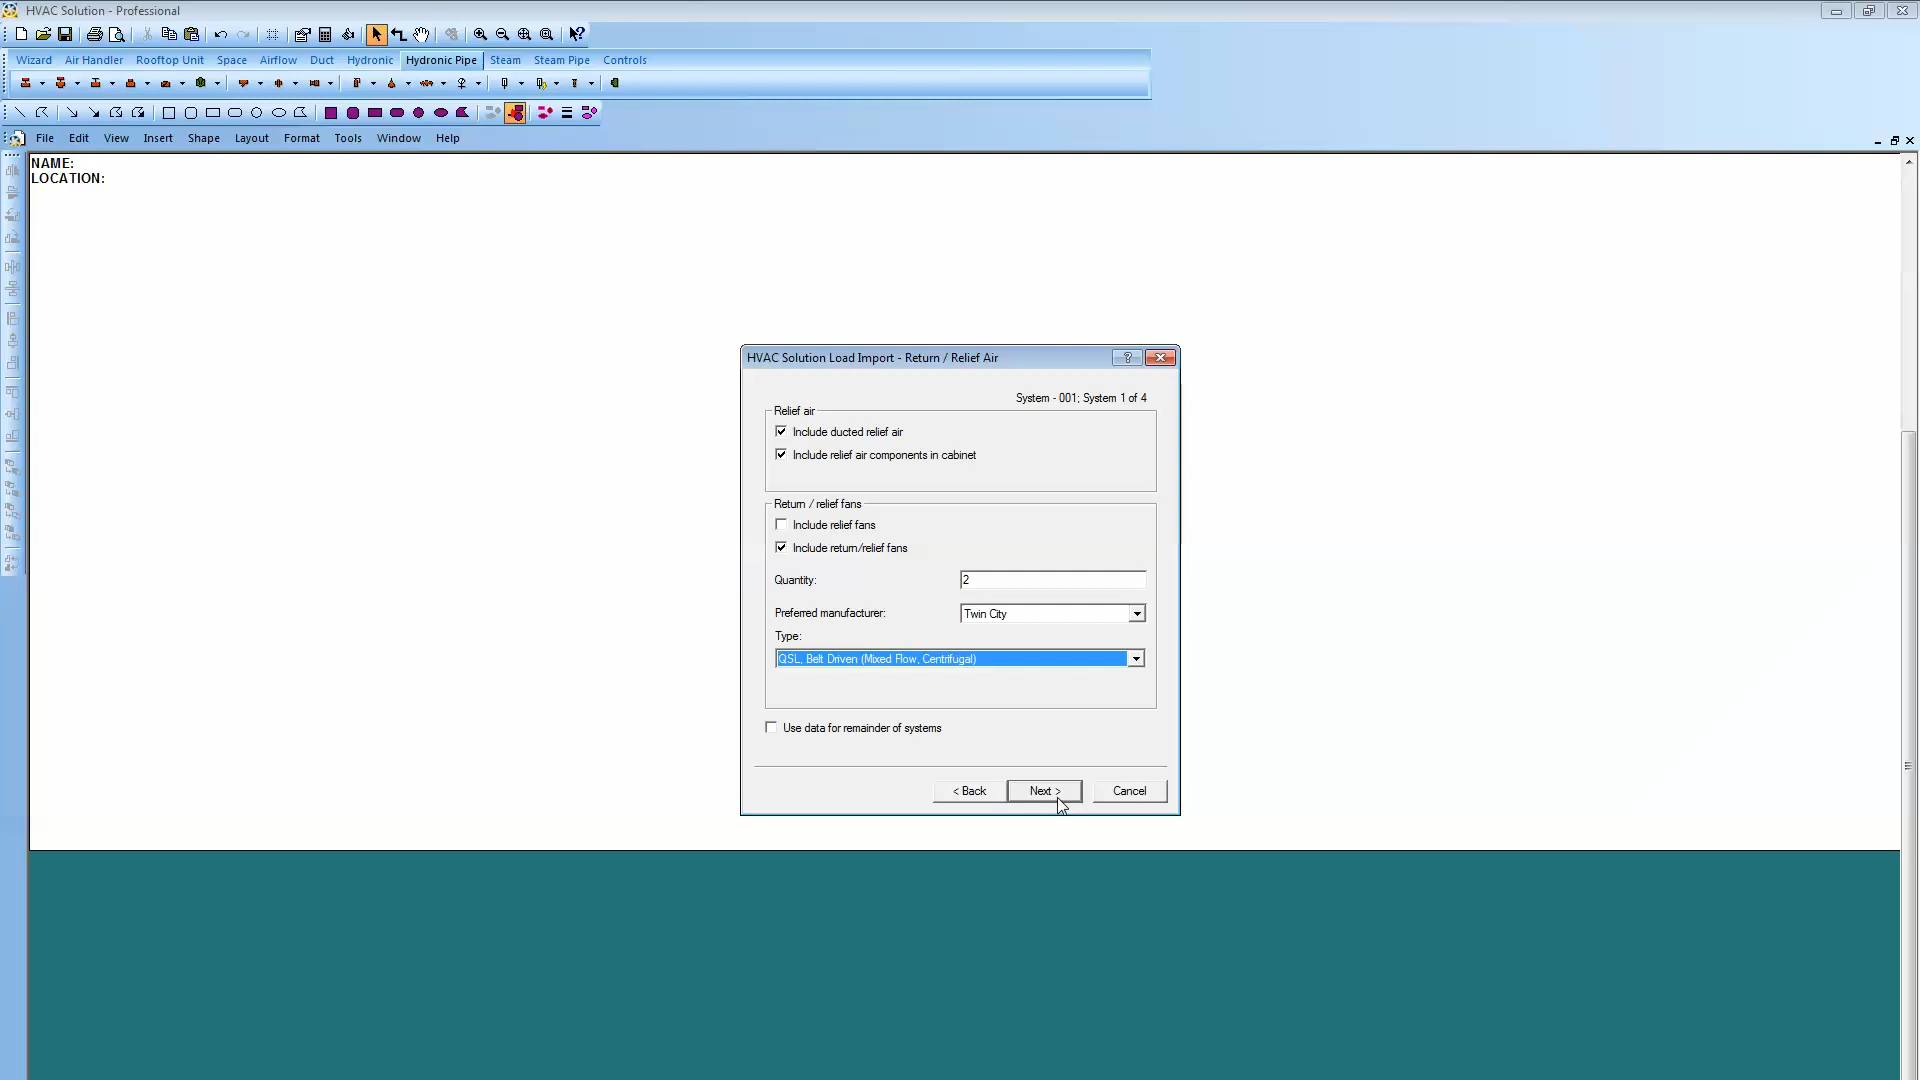 HVAC Solution - Professional
Wizard Air Handler Rooftop Unit Space Airflow Duct Hydronic Hydronic Pipe Steam Steam Pipe Controls
File Edit View Insert Shape Layout Format Tools Window Help
NAME:
LOCATION:
HVAC Solution Load Import - Return / Relief Air
System - 001; System 1 of 4
Relief air
Include ducted relief air
Include relief air components in cabinet
Return / relief fans
Include relief fans
Include return/relief fans
Quantity: 2
Preferred manufacturer: Twin City
Type:
QSL, Belt Driven (Mixed Flow, Centrifugal)
Use data for remainder of systems
< Back Next > Cancel